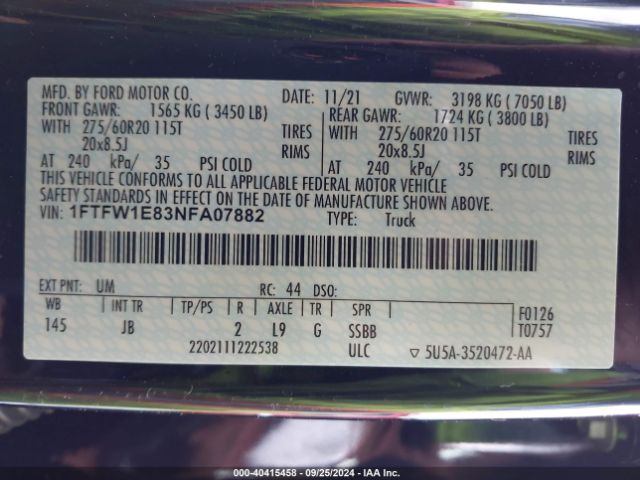 MFD. BY FORD MOTOR CO. DATE: 11/21 GVWR: 3198 KG ( 7050 LB)
FRONT GAWR: 1565 KG ( 3450 LB) REAR GAWR: 1724 KG ( 3800 LB)
WITH 275/60R20 115T TIRES WITH 275/60R20 115T TIRES
20x8.5J RIMS 20x8.5J RIMS
AT 240 kPa/ 35 PSI COLD AT 240 kPa/ 35 PSI COLD
THIS VEHICLE CONFORMS TO ALL APPLICABLE FEDERAL MOTOR VEHICLE
SAFETY STANDARDS IN EFFECT ON THE DATE OF MANUFACTURE SHOWN ABOVE.
VIN: 1FTFW1E83NFA07882 TYPE: Truck
EXT PNT: UM RC: 44 DSO:
WB INT TR TP/PS R AXLE TR SPR F0126
145 JB 2 L9 G SSBB T0757
2202111222538 ULC ▽ 5U5A-3520472-AA
000-40415458 - 09/25/2024 - IAA Inc.